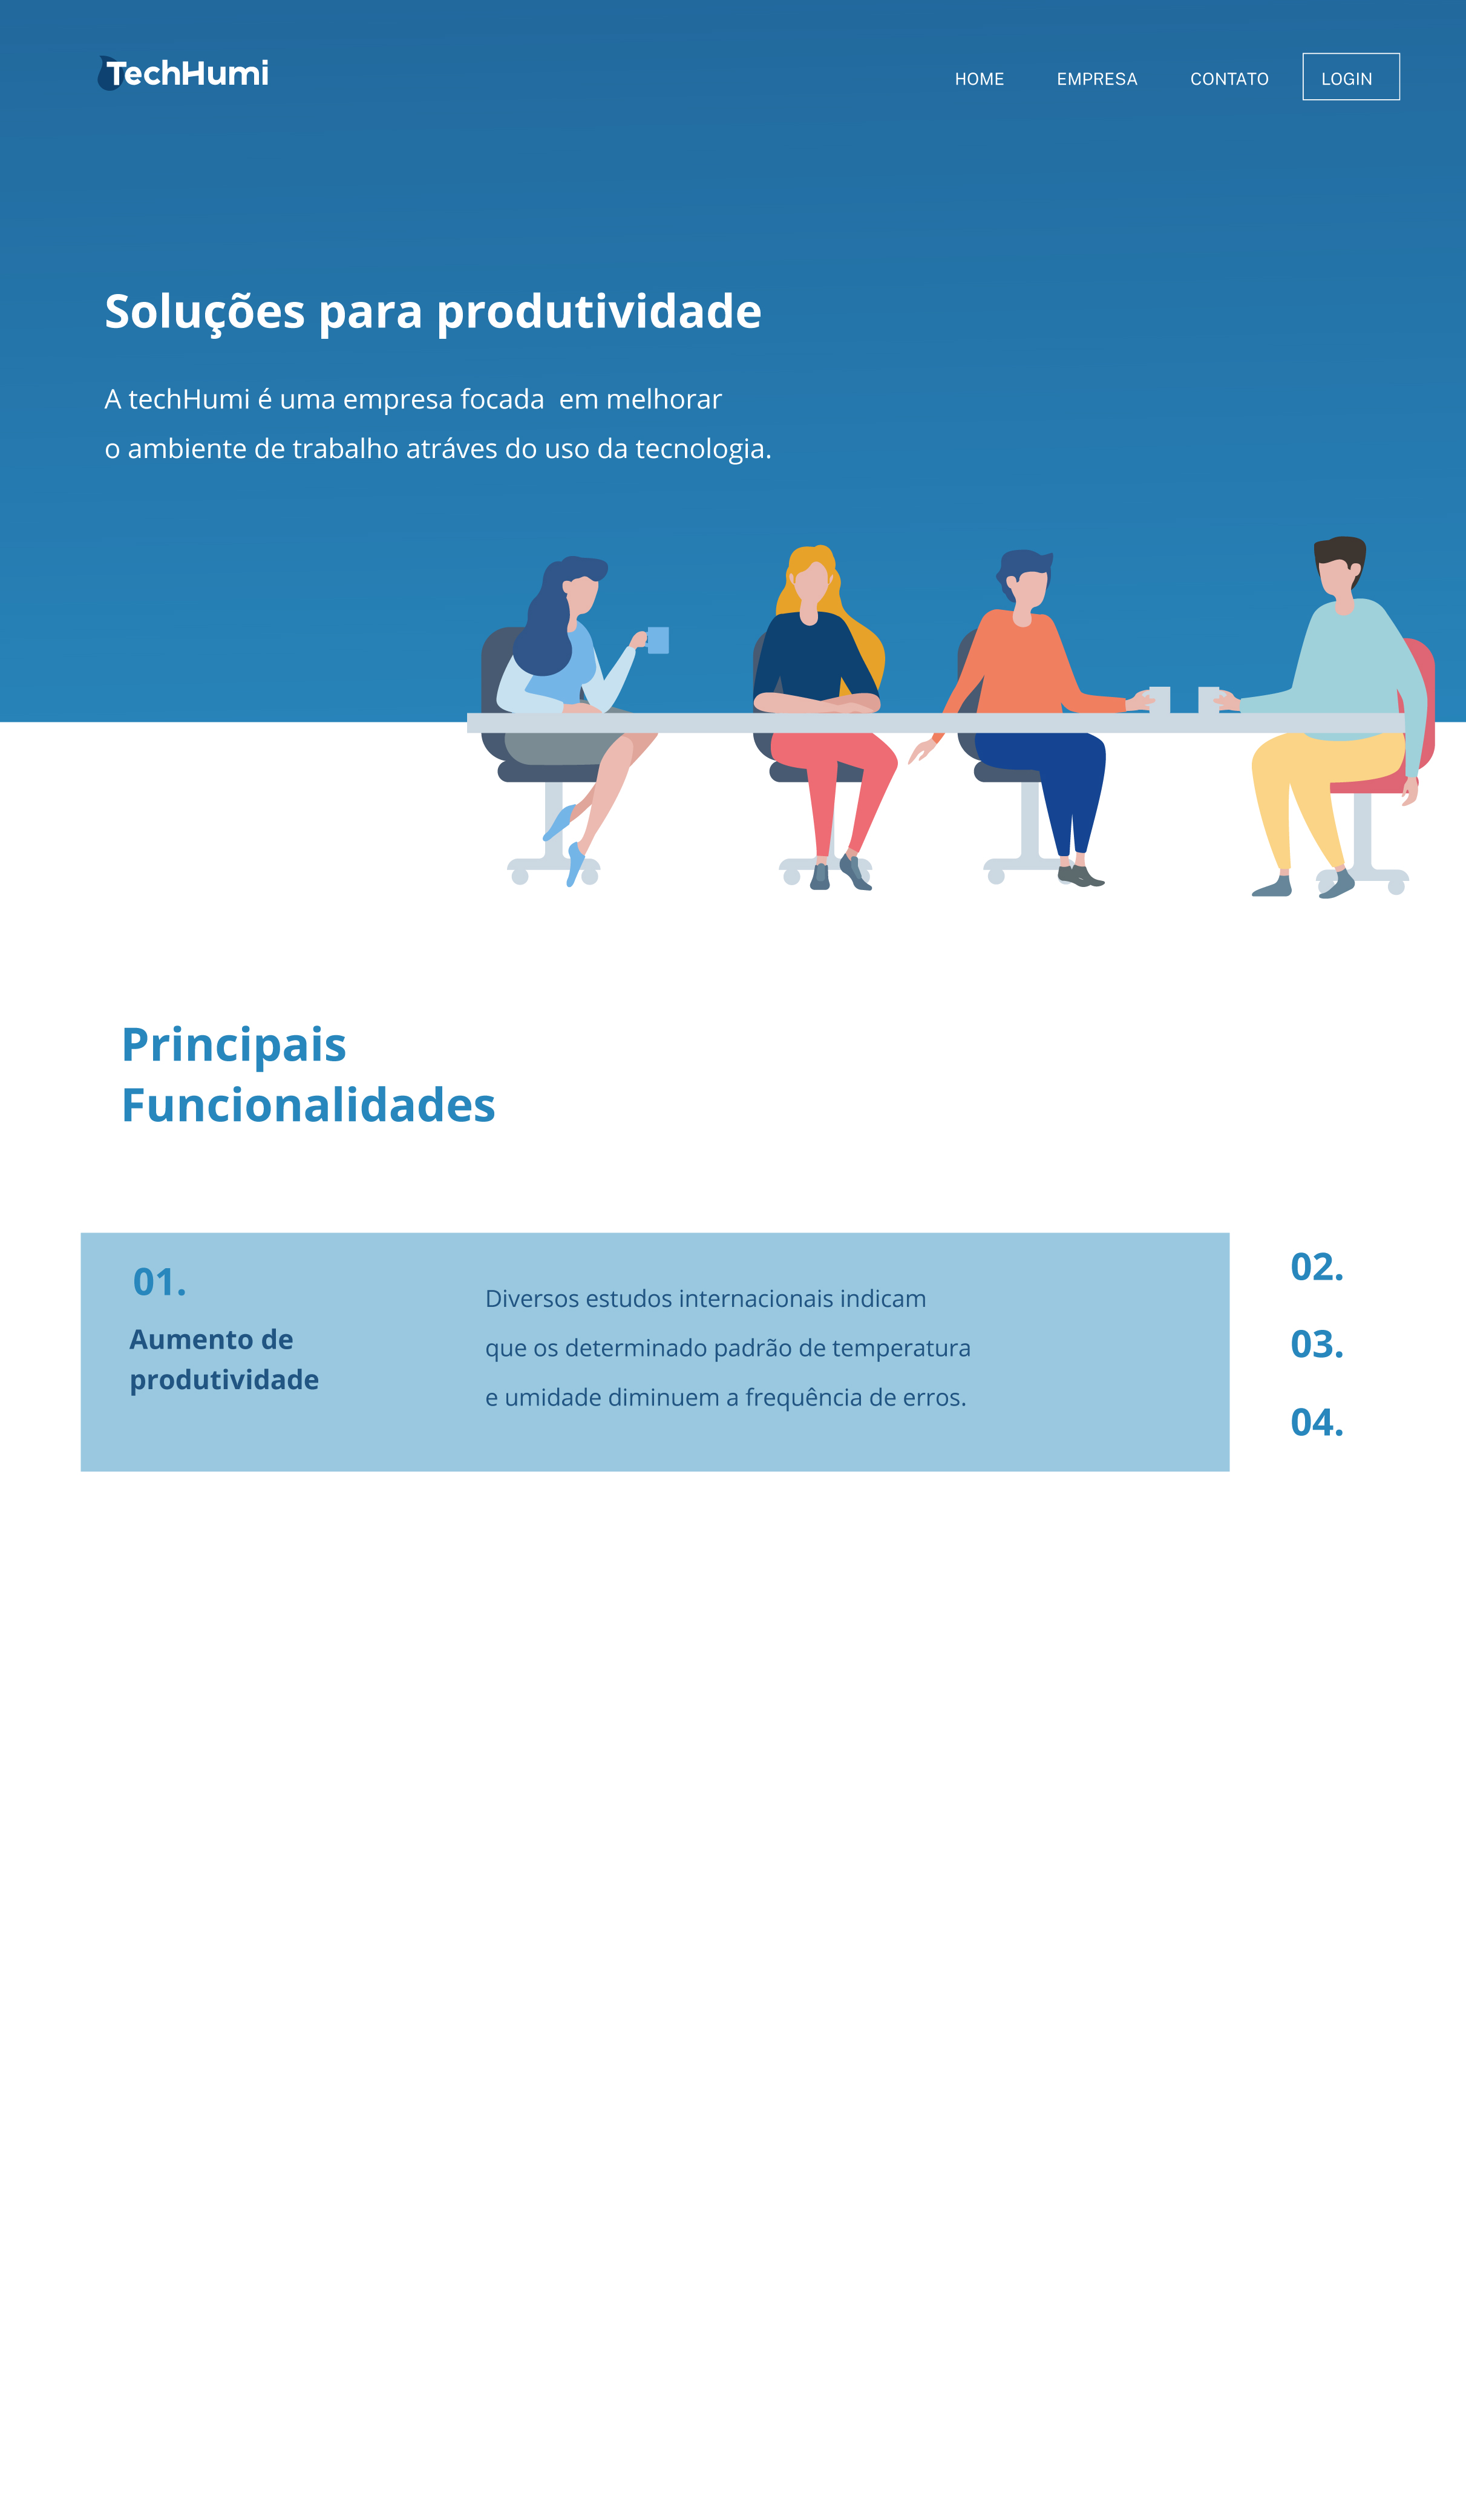 TechHumi
HOME EMPRESA CONTATO LOGIN
Soluções para produtividade
A techHumi é uma empresa focada  em melhorar
o ambiente de trabalho atráves do uso da tecnologia.
Principais
Funcionalidades
01.
Aumento de
produtividade
Diversos estudos internacionais indicam
que os determinado padrão de temperatura
e umidade diminuem a frequência de erros.
02.
03.
04.